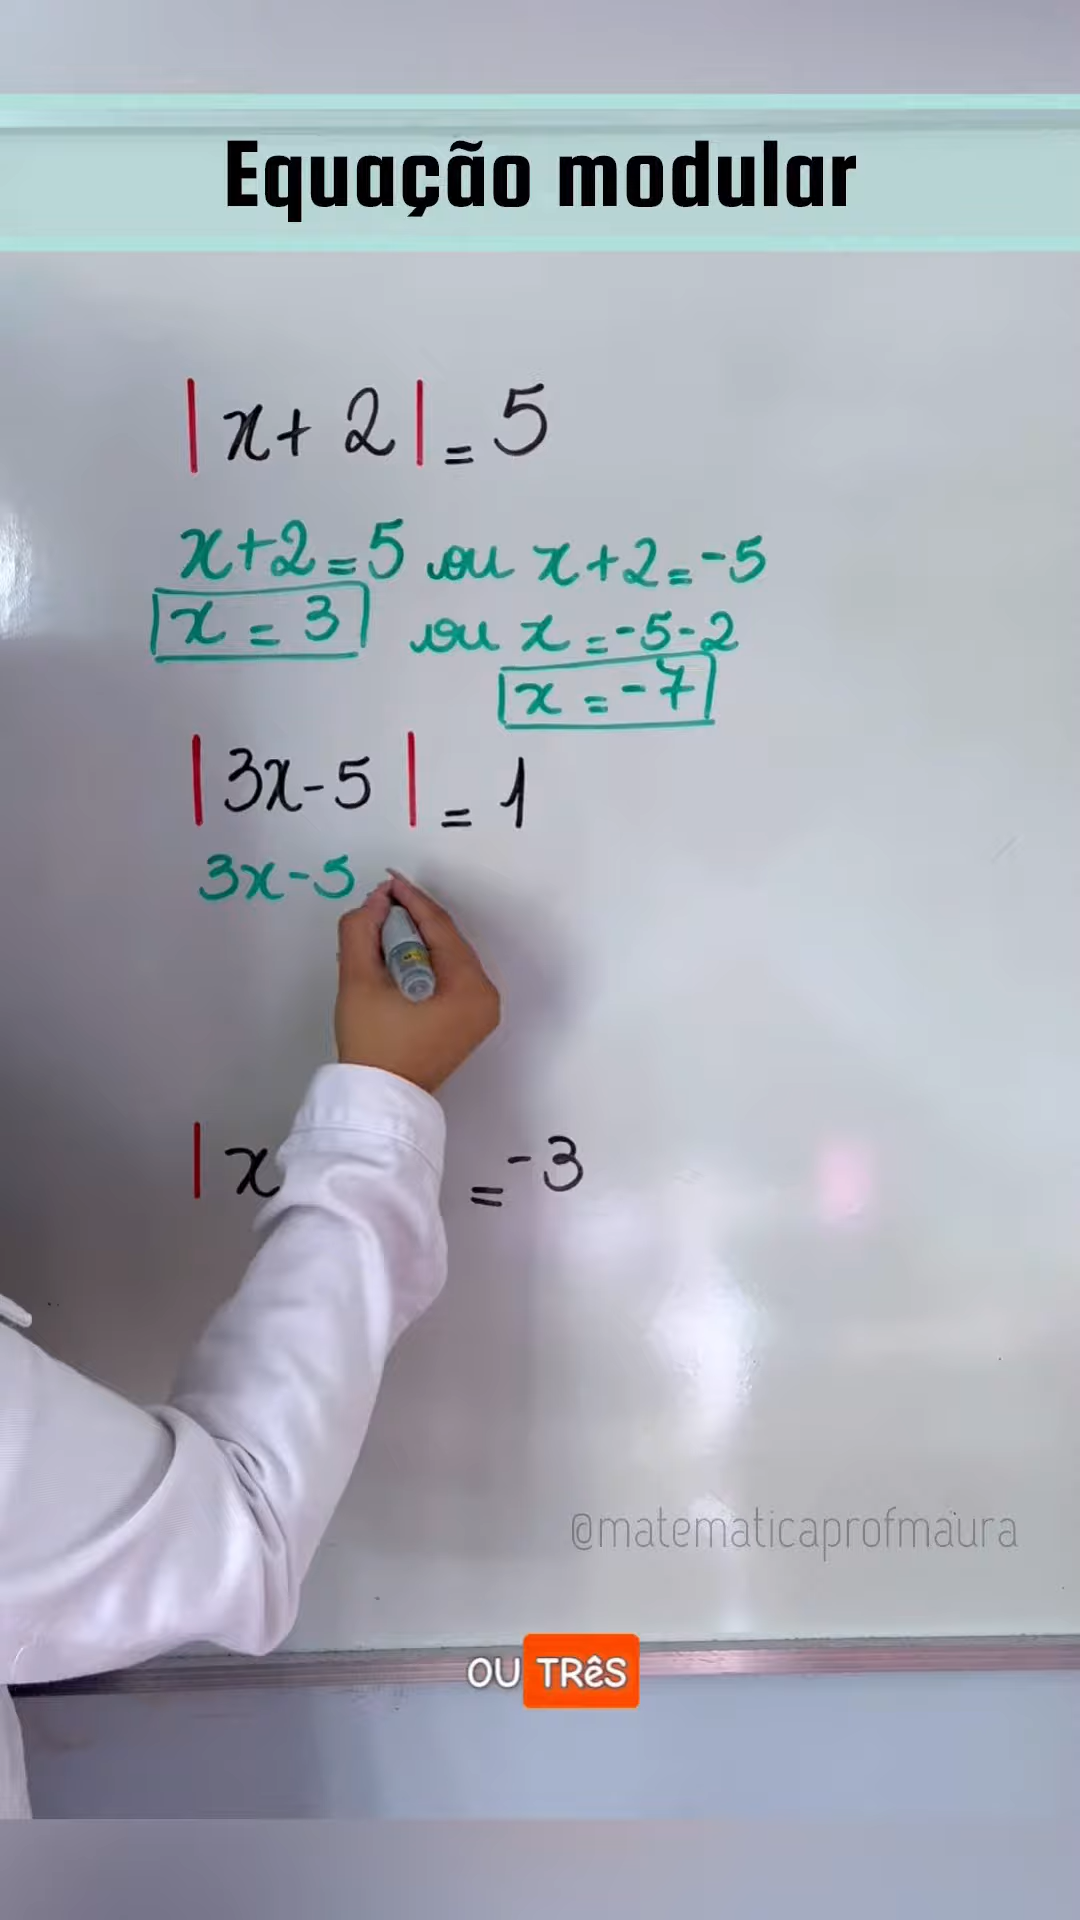 Equação modular
|x+2|=5
x+2=5 ou x+2=-5
x=3 ou x=-5-2
x=-7
|3x-5|=1
3x-5
|x =-3
@matematicaprofmaura
OU TRêS